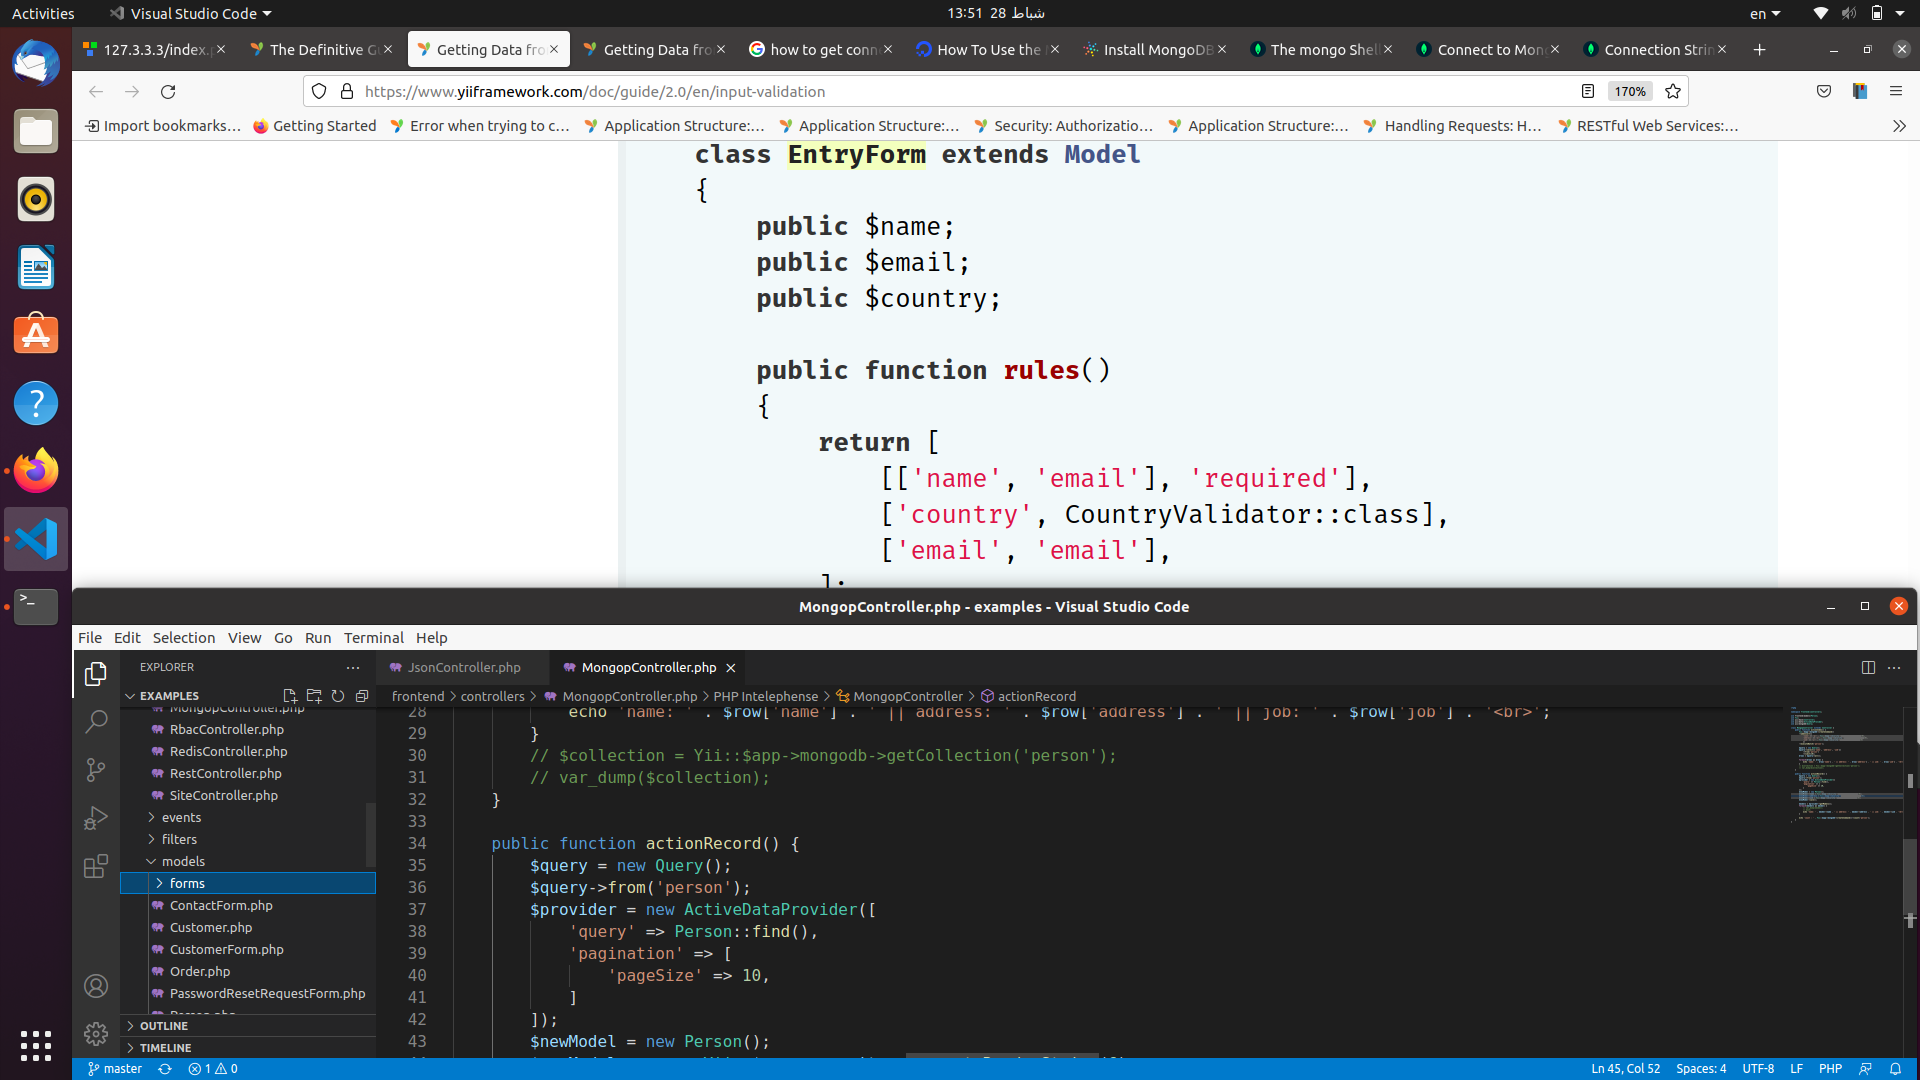 Activities
Visual Studio Code
13:51 28 شباط
en
127.3.3.3/index.p
The Definitive Gu
Getting Data fro
Getting Data fro
how to get conne
How To Use the M
Install MongoDB
The mongo Shell
Connect to Mong
Connection Strin
https://www.yiiframework.com/doc/guide/2.0/en/input-validation
170%
Import bookmarks…
Getting Started
Error when trying to c…
Application Structure:…
Application Structure:…
Security: Authorizatio…
Application Structure:…
Handling Requests: H…
RESTful Web Services:…
class EntryForm extends Model
{
public $name;
public $email;
public $country;
public function rules()
{
return [
[['name', 'email'], 'required'],
['country', CountryValidator::class],
['email', 'email'],
];
MongopController.php - examples - Visual Studio Code
File Edit Selection View Go Run Terminal Help
EXPLORER
EXAMPLES
MongopController.php
RbacController.php
RedisController.php
RestController.php
SiteController.php
events
filters
models
forms
ContactForm.php
Customer.php
CustomerForm.php
Order.php
PasswordResetRequestForm.php
Person.php
OUTLINE
TIMELINE
JsonController.php
MongopController.php
frontend > controllers > MongopController.php > PHP Intelephense > MongopController > actionRecord
28 echo 'name: ' . $row['name'] . ' || address: ' . $row['address'] . ' || job: ' . $row['job'] . '<br>';
29 }
30 // $collection = Yii::$app->mongodb->getCollection('person');
31 // var_dump($collection);
32 }
33
34 public function actionRecord() {
35 $query = new Query();
36 $query->from('person');
37 $provider = new ActiveDataProvider([
38 'query' => Person::find(),
39 'pagination' => [
40 'pageSize' => 10,
41 ]
42 ]);
43 $newModel = new Person();
master
1 0
Ln 45, Col 52
Spaces: 4
UTF-8
LF
PHP